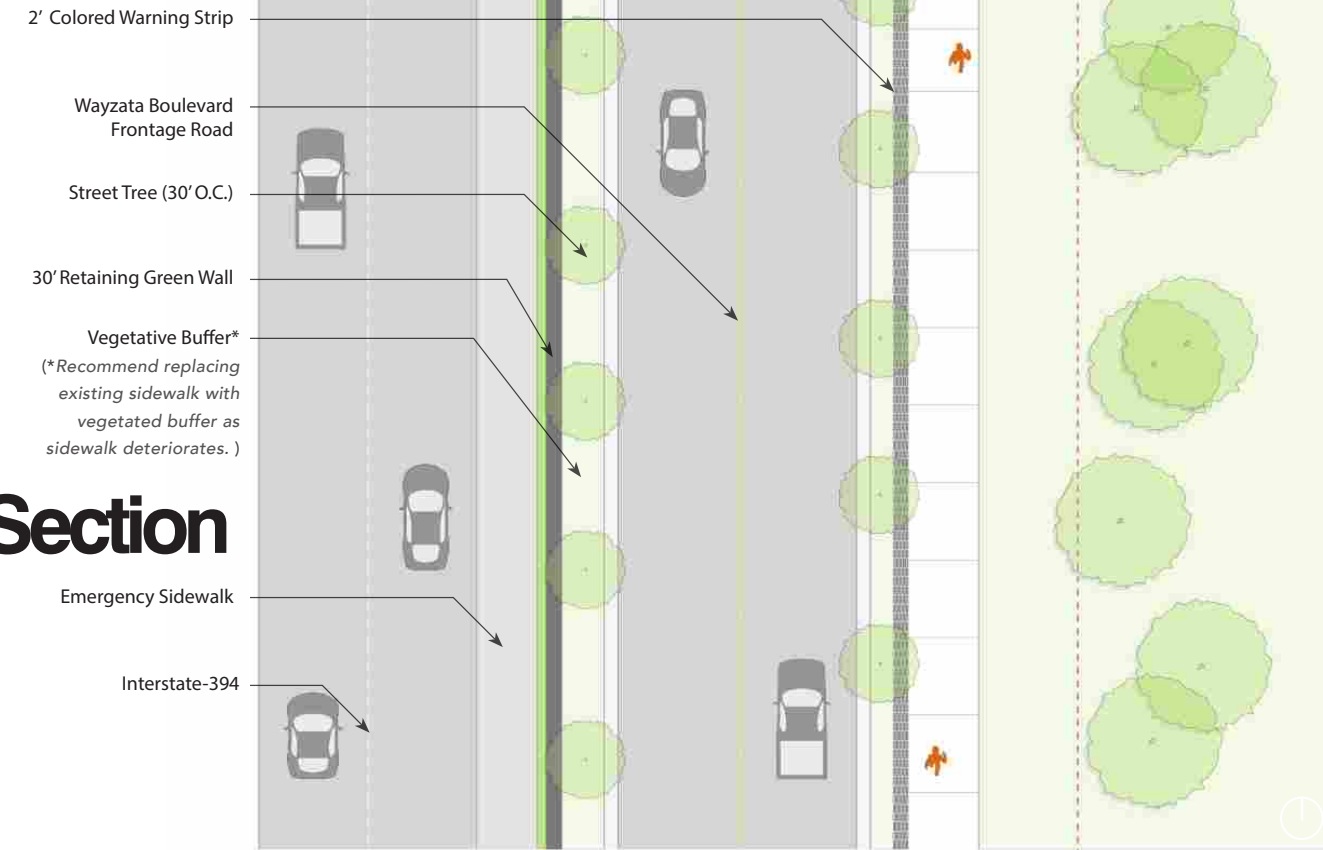 2’ Colored Warning Strip
Wayzata Boulevard
Frontage Road
Street Tree (30’ O.C.)
30’ Retaining Green Wall
Vegetative Buffer*
(*Recommend replacing
existing sidewalk with
vegetated buffer as
sidewalk deteriorates. )
Section
Emergency Sidewalk
Interstate-394